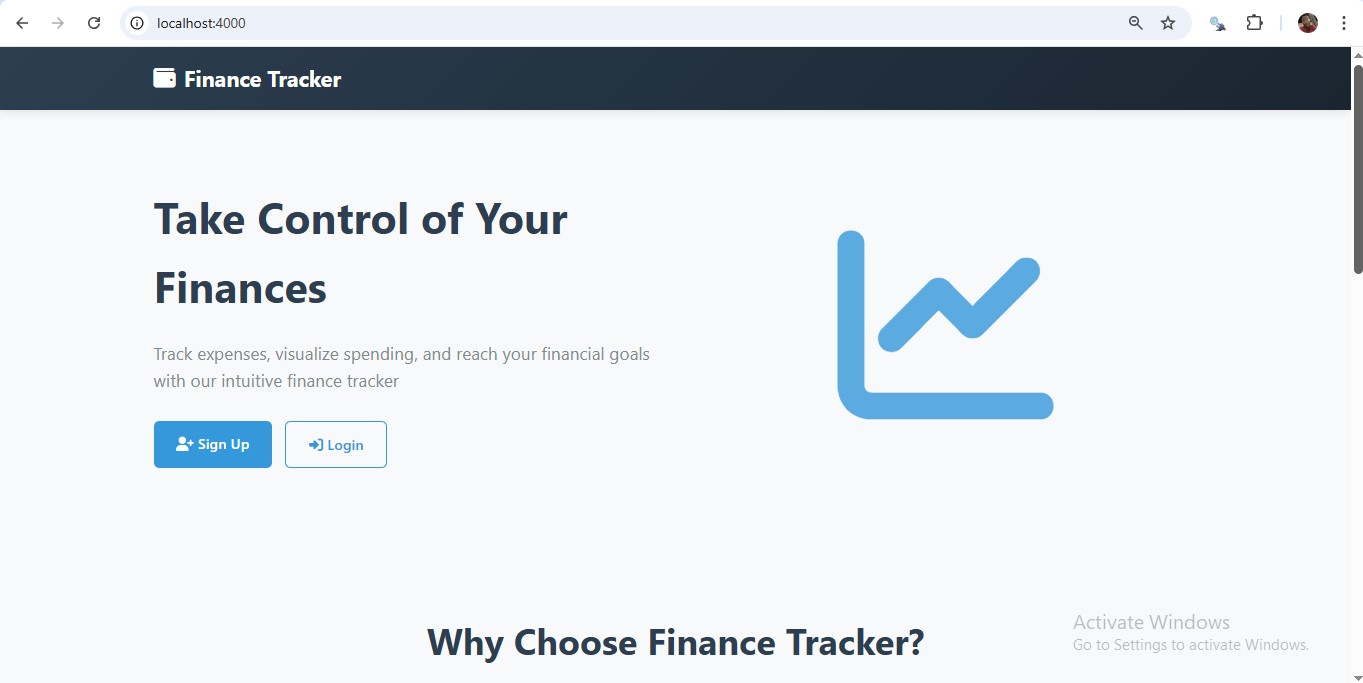 localhost:4000
Finance Tracker
Take Control of Your
Finances
Track expenses, visualize spending, and reach your financial goals
with our intuitive finance tracker
Sign Up
Login
Why Choose Finance Tracker?
Activate Windows
Go to Settings to activate Windows.